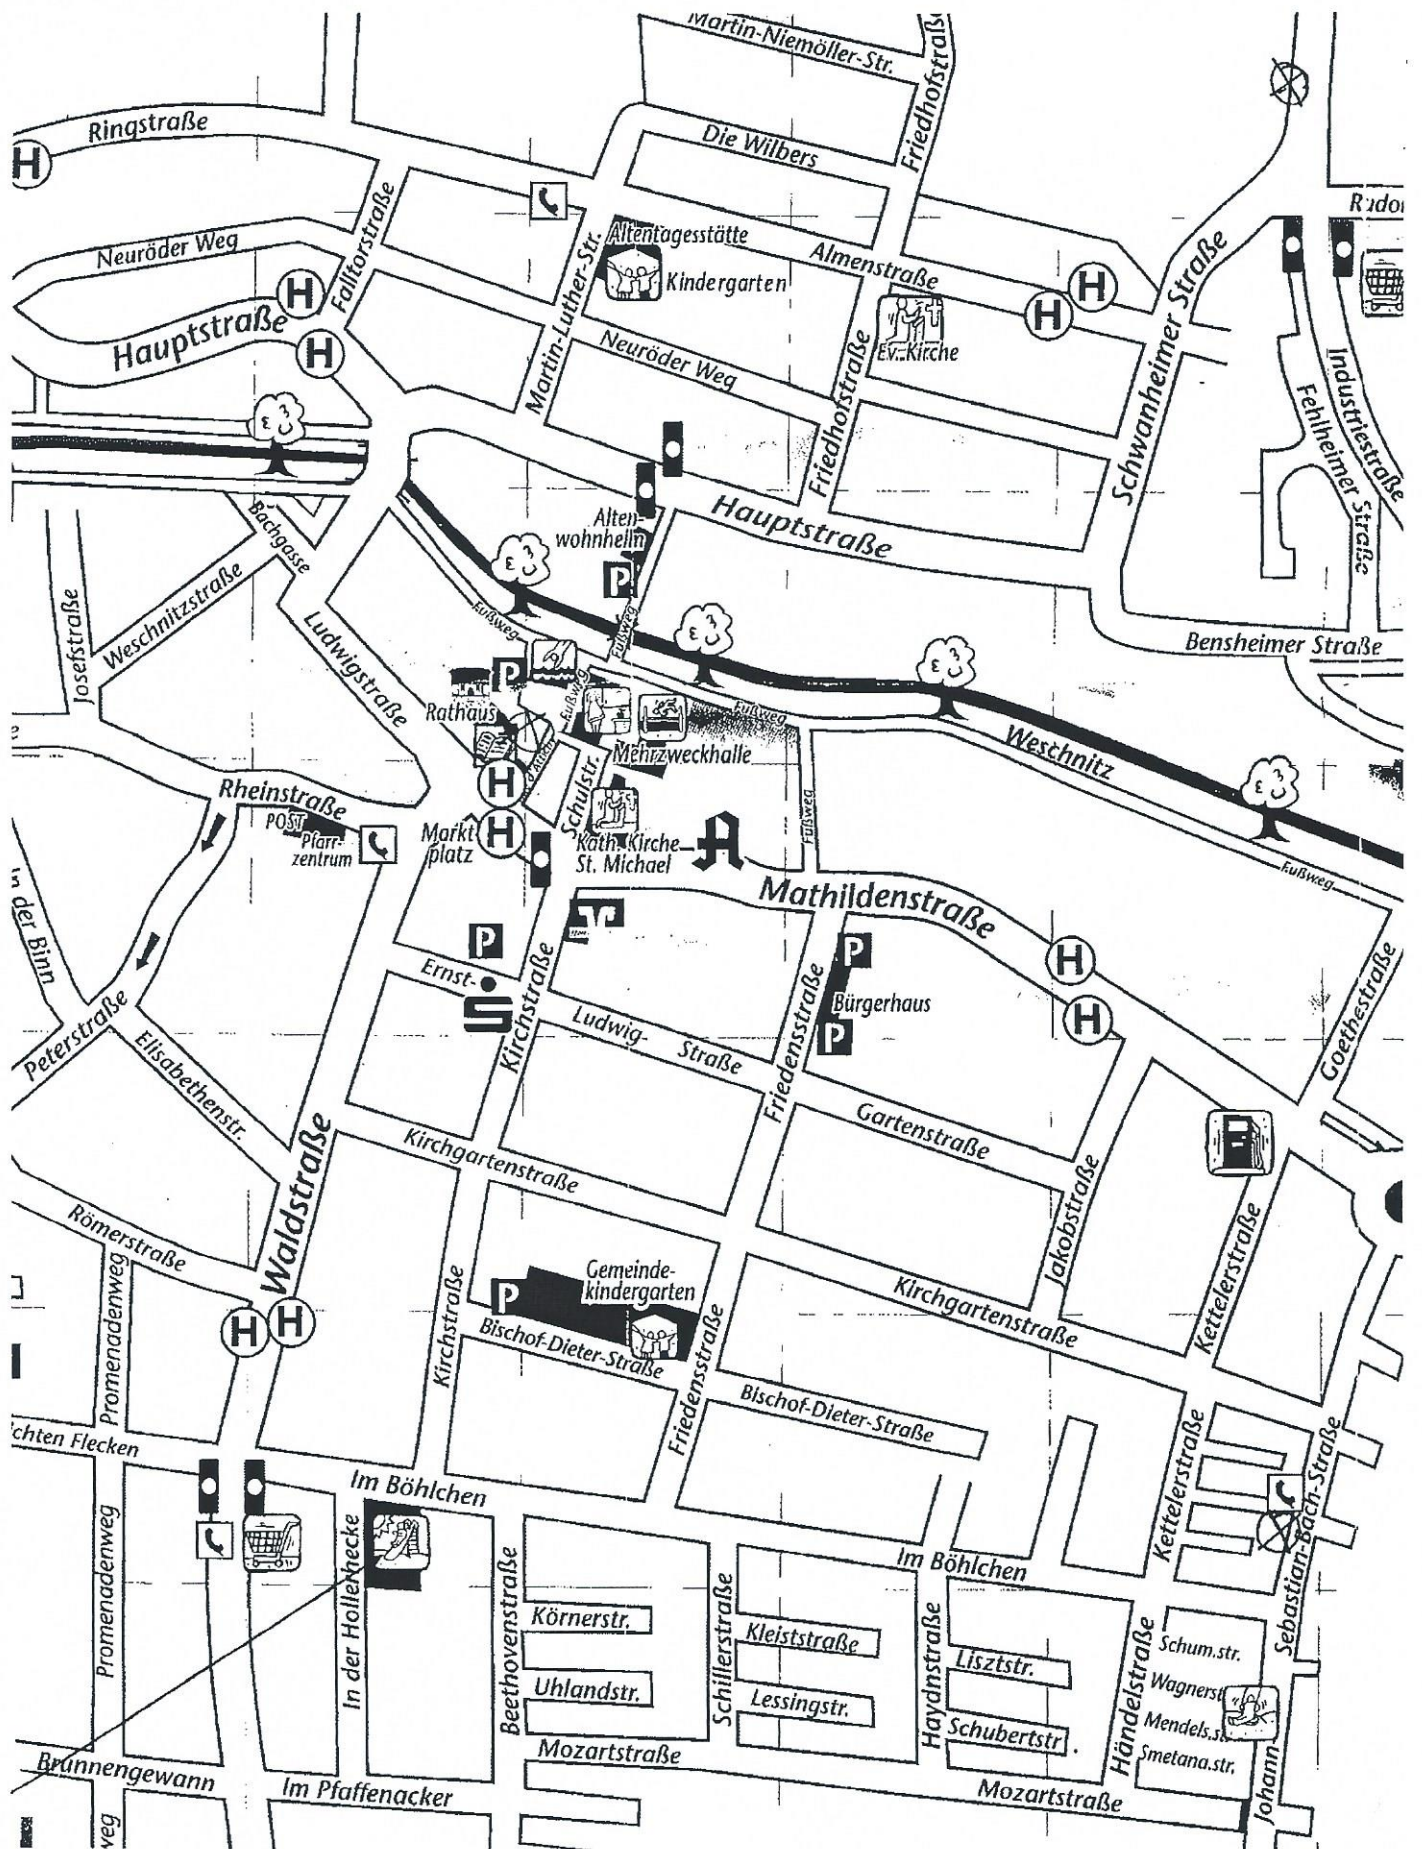 Martin-Niemöller-Str.
Friedhofstraße
Ringstraße
Die Wilbers
H
Falltorstraße
Neuröder Weg
Altentagesstätte
Kindergarten
Almenstraße
Martin-Luther-Str.
H
H
H
H
Hauptstraße
Ev. Kirche
Neuröder Weg
Friedhofstraße
Schwanheimer Straße
Industriestraße
Fehlheimer Straße
Hauptstraße
Alten-
wohnheim
P
Bachgasse
Weschnitzstraße
Josefstraße
Ludwigstraße
Fußweg
Fußweg
Bensheimer Straße
P
Rathaus
Fußweg
Fußweg
Mehrzweckhalle
Weschnitz
H
Schulstr.
Rheinstraße
POST
Pfarr-
zentrum
Markt
platz
H
Kath. Kirche
St. Michael
A
Fußweg
Fußweg
Mathildenstraße
In der Binn
P
Ernst-
Ludwig-
Straße
S
Kirchstraße
P
Bürgerhaus
P
Friedensstraße
H
H
Goethestraße
Peterstraße
Elisabethenstr.
Waldstraße
Kirchgartenstraße
Gartenstraße
Jakobstraße
Kettelerstraße
Römerstraße
Promenadenweg
H
H
Kirchstraße
P
Gemeinde-
kindergarten
Bischof-Dieter-Straße
Friedensstraße
Kirchgartenstraße
Bischof-Dieter-Straße
Kettelerstraße
chten Flecken
Im Böhlchen
Promenadenweg
In der Hollerhecke
Beethovenstraße
Körnerstr.
Uhlandstr.
Schillerstraße
Kleiststraße
Lessingstr.
Im Böhlchen
Haydnstraße
Lisztstr.
Schubertstr.
Händelstraße
Schum.str.
Wagnerst
Mendels.st
Smetana.str.
Johann
Sebastian-Bach-Straße
Brunnengewann
Im Pfaffenacker
Mozartstraße
Mozartstraße
weg